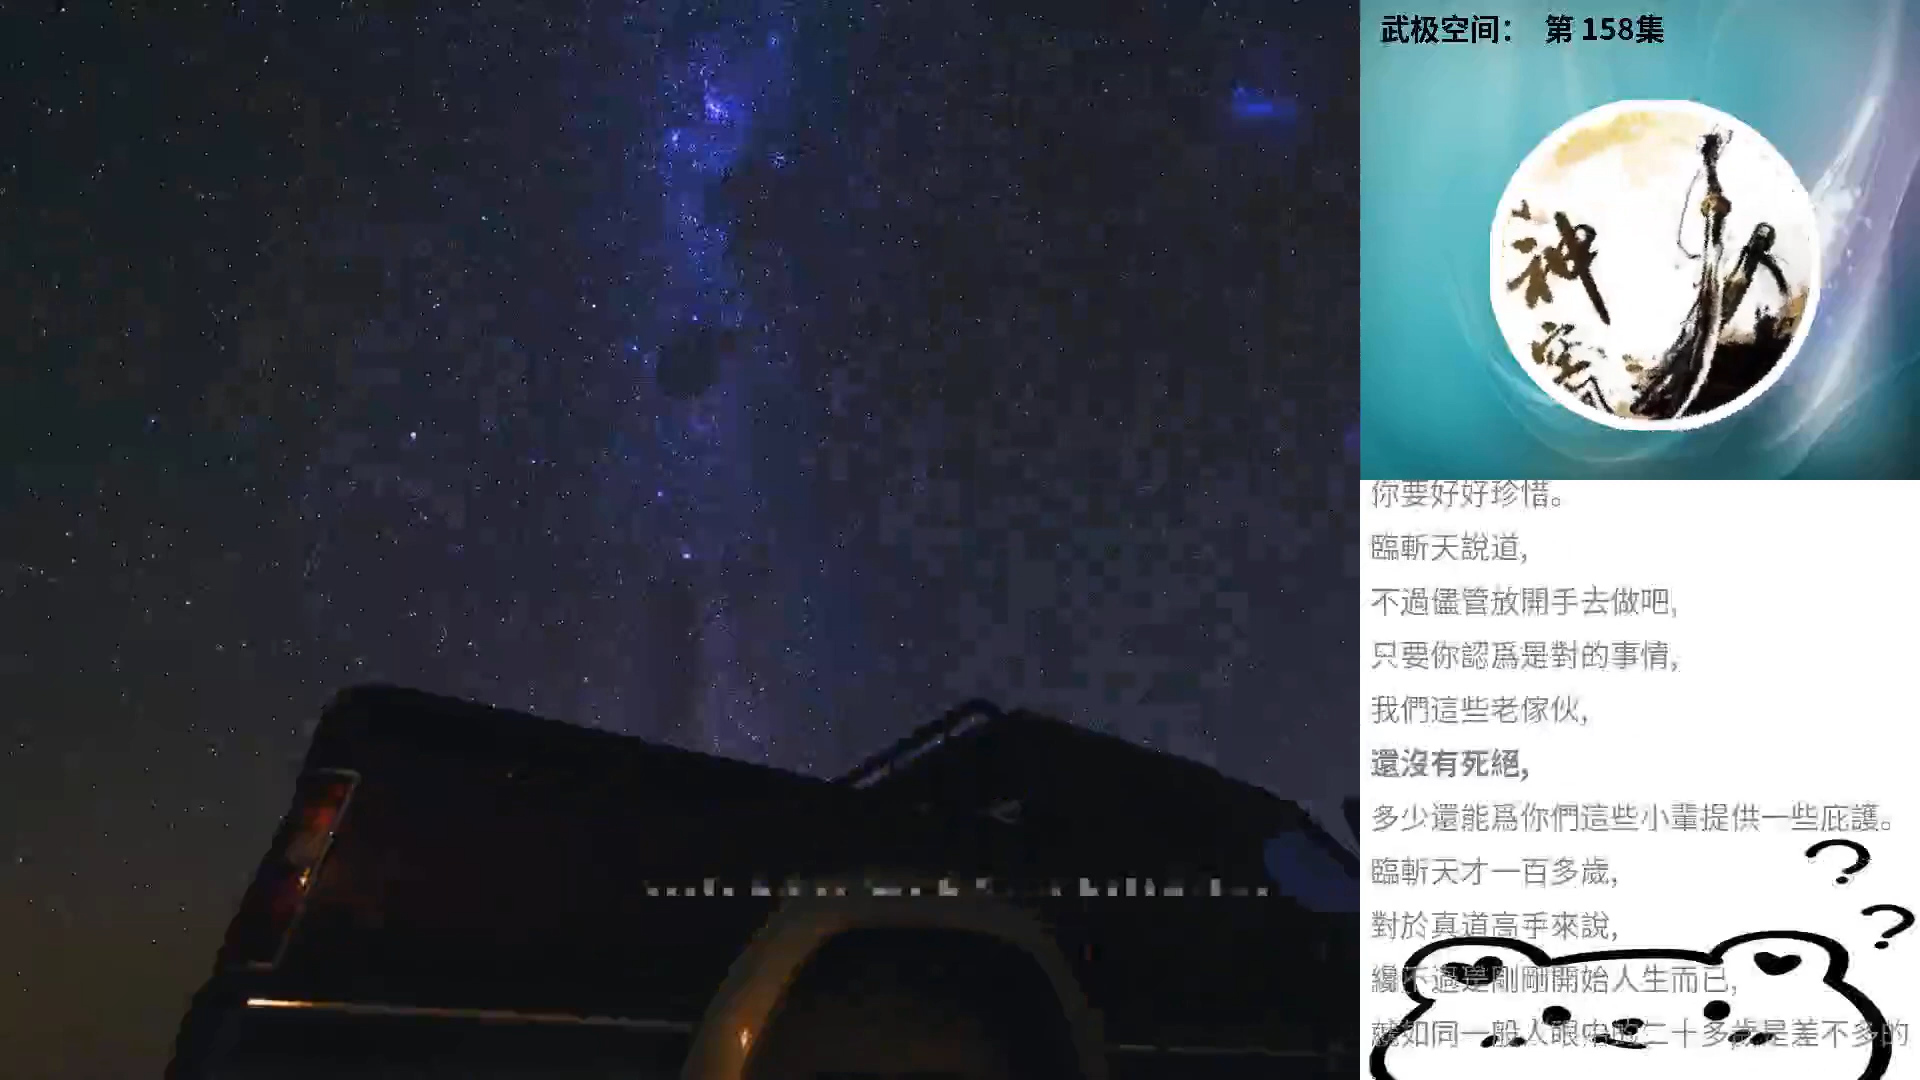 武极空间： 第 158集
神
你要好好珍惜。
臨斬天說道,
不過儘管放開手去做吧,
只要你認爲是對的事情,
我們這些老傢伙,
還沒有死絕,
多少還能爲你們這些小輩提供一些庇護。
臨斬天才一百多歲,
對於真道高手來說,
纔不過是剛剛開始人生而已,
如同一般人眼中的二十多歲是差不多的
?
?